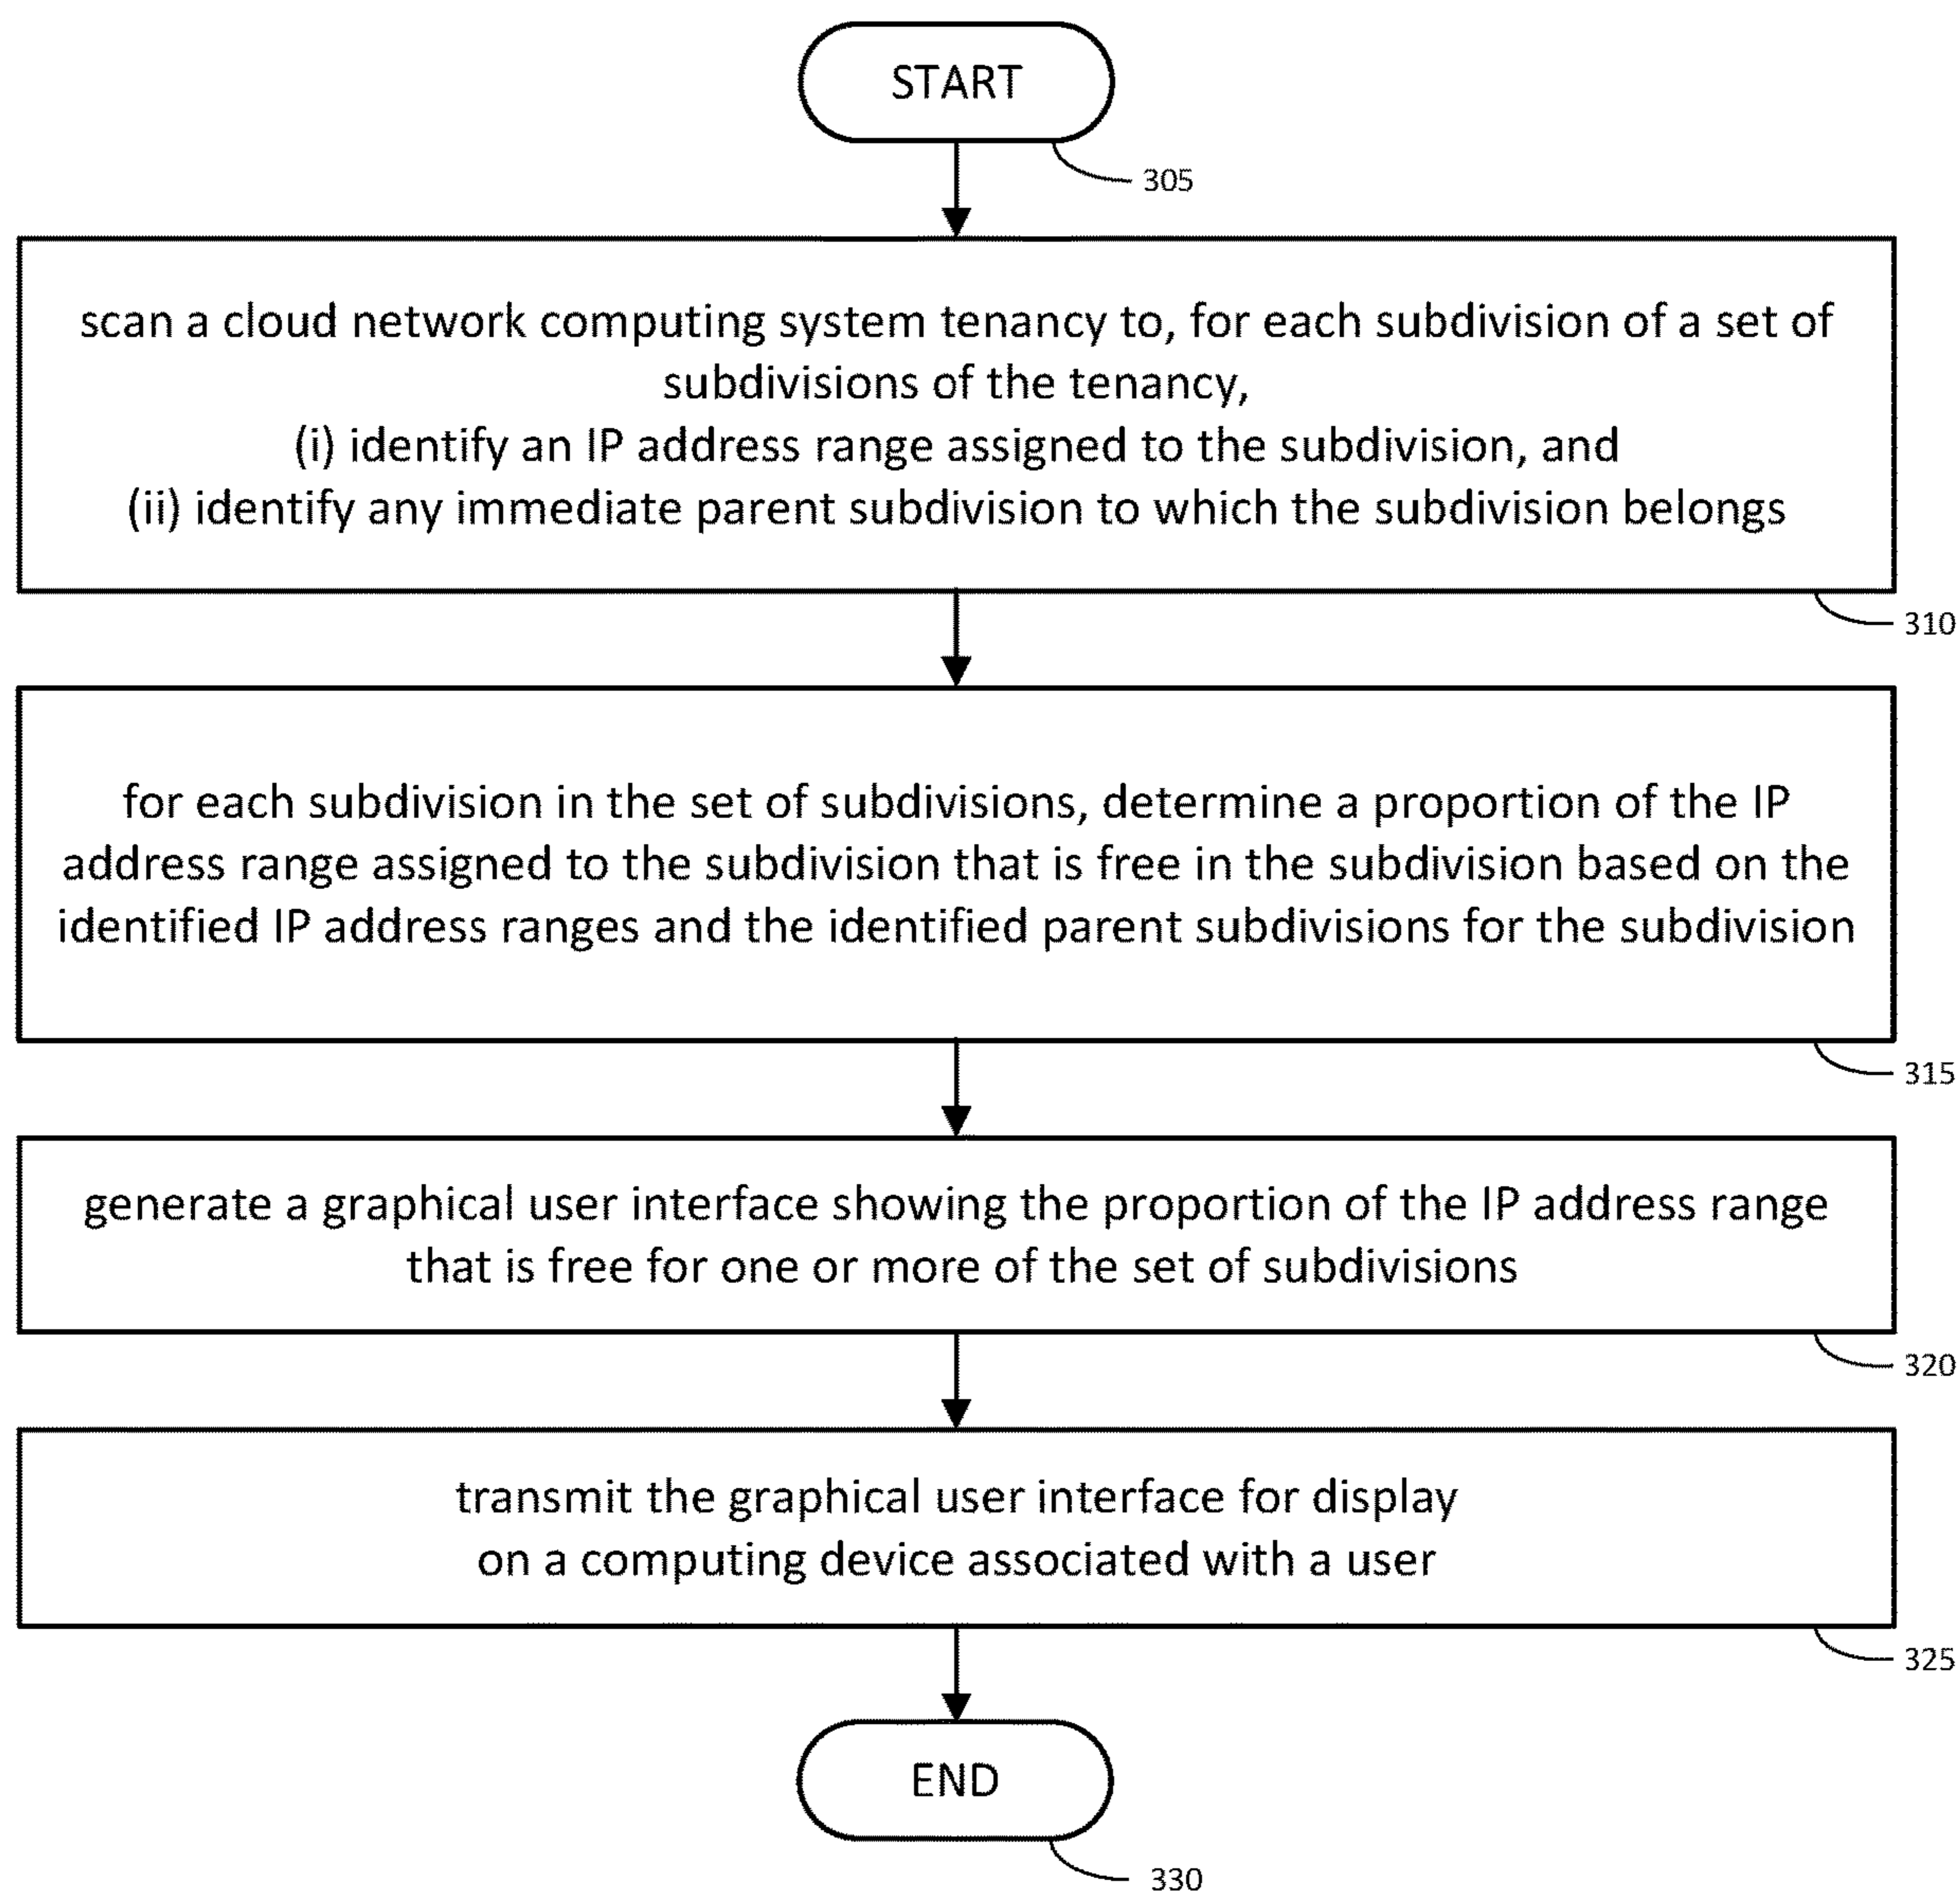 START
305
scan a cloud network computing system tenancy to, for each subdivision of a set of
subdivisions of the tenancy,
(i) identify an IP address range assigned to the subdivision, and
(ii) identify any immediate parent subdivision to which the subdivision belongs
310
for each subdivision in the set of subdivisions, determine a proportion of the IP
address range assigned to the subdivision that is free in the subdivision based on the
identified IP address ranges and the identified parent subdivisions for the subdivision
315
generate a graphical user interface showing the proportion of the IP address range
that is free for one or more of the set of subdivisions
320
transmit the graphical user interface for display
on a computing device associated with a user
325
END
330